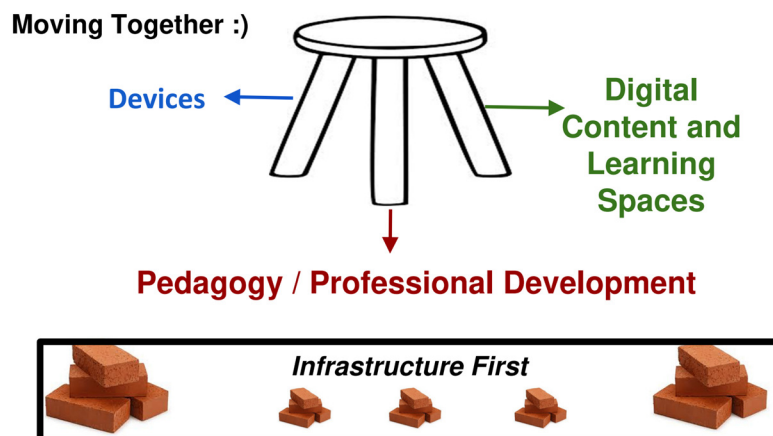 Moving Together :)
Devices
Digital
Content and
Learning
Spaces
Pedagogy / Professional Development
Infrastructure First